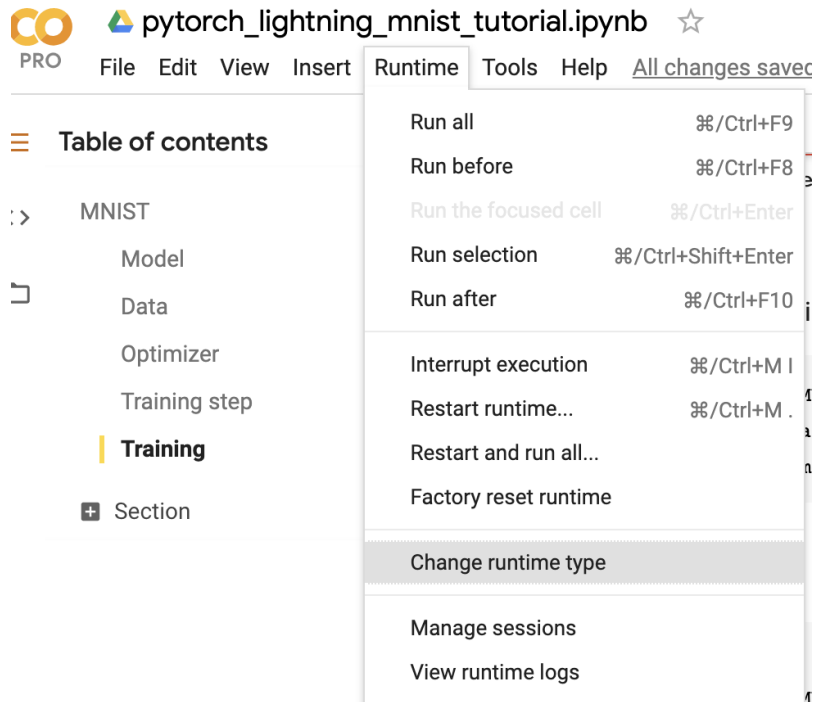 pytorch_lightning_mnist_tutorial.ipynb
PRO
File Edit View Insert Runtime Tools Help All changes saved
Table of contents
MNIST
Model
Data
Optimizer
Training step
Training
Section
Run all ⌘/Ctrl+F9
Run before ⌘/Ctrl+F8
Run the focused cell ⌘/Ctrl+Enter
Run selection ⌘/Ctrl+Shift+Enter
Run after ⌘/Ctrl+F10
Interrupt execution ⌘/Ctrl+M I
Restart runtime... ⌘/Ctrl+M .
Restart and run all...
Factory reset runtime
Change runtime type
Manage sessions
View runtime logs